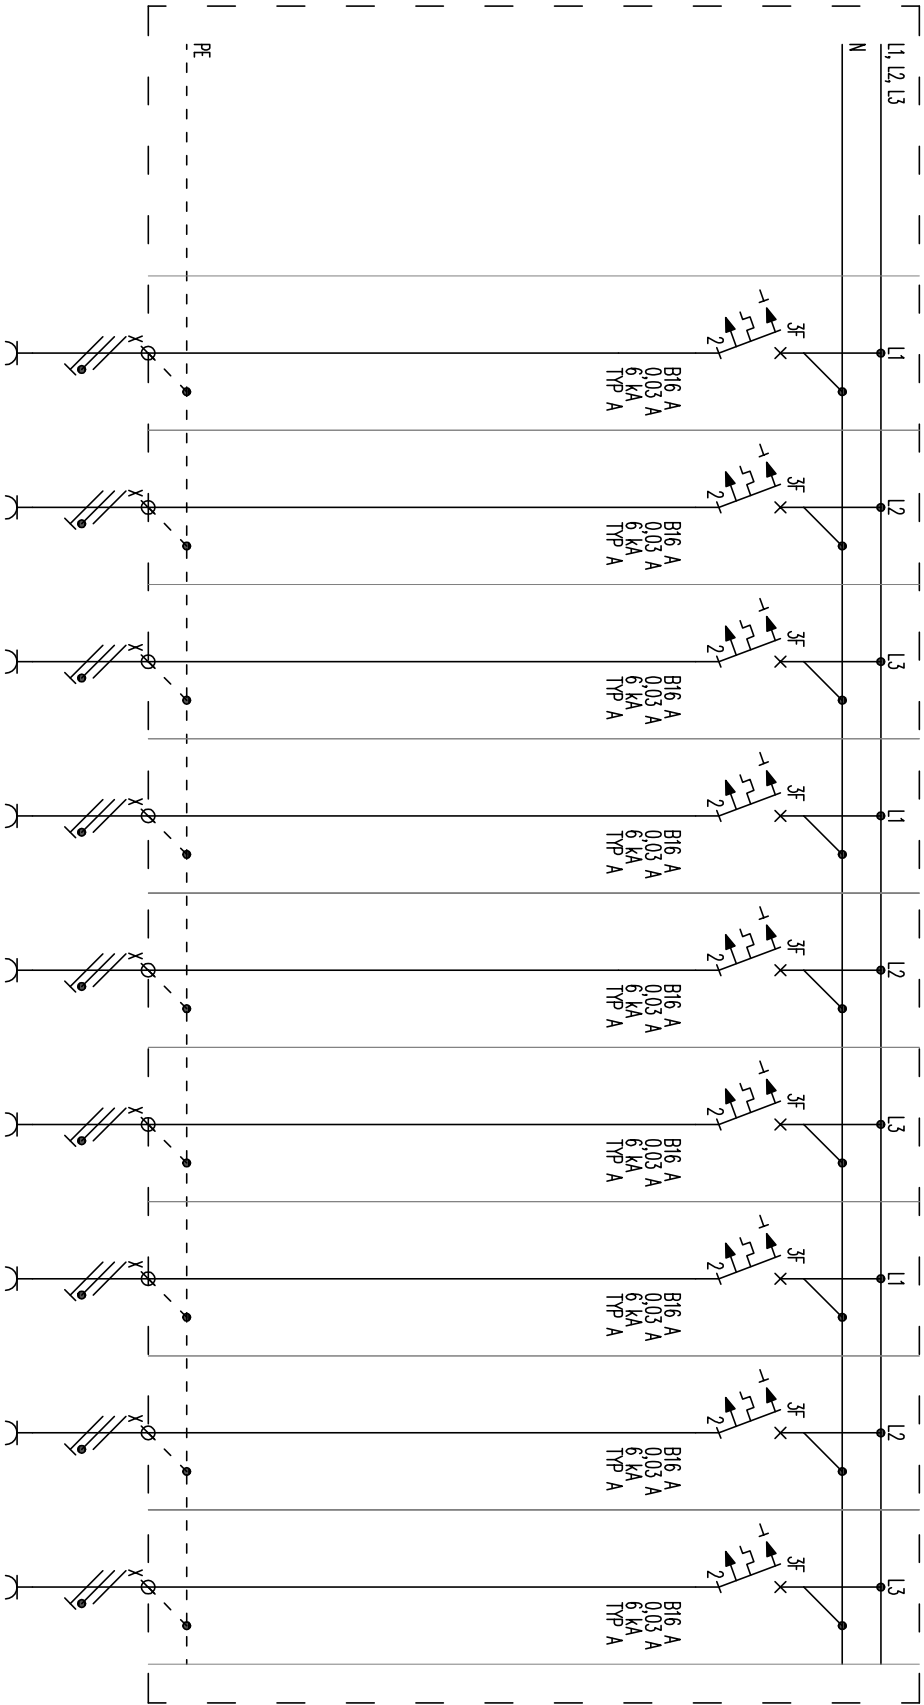 L1, L2, L3
N
PE
L1
3F
2
B16 A
0,03 A
6 kA
TYP A
X
L2
3F
2
B16 A
0,03 A
6 kA
TYP A
X
L3
3F
2
B16 A
0,03 A
6 kA
TYP A
X
L1
3F
2
B16 A
0,03 A
6 kA
TYP A
X
L2
3F
2
B16 A
0,03 A
6 kA
TYP A
X
L3
3F
2
B16 A
0,03 A
6 kA
TYP A
X
L1
3F
2
B16 A
0,03 A
6 kA
TYP A
X
L2
3F
2
B16 A
0,03 A
6 kA
TYP A
X
L3
3F
2
B16 A
0,03 A
6 kA
TYP A
X